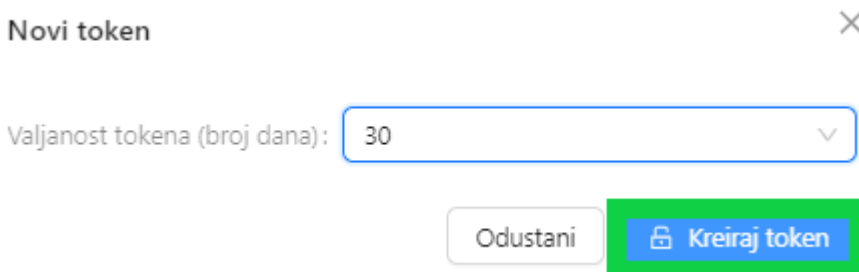 Novi token
Valjanost tokena (broj dana): 30
Odustani Kreiraj token